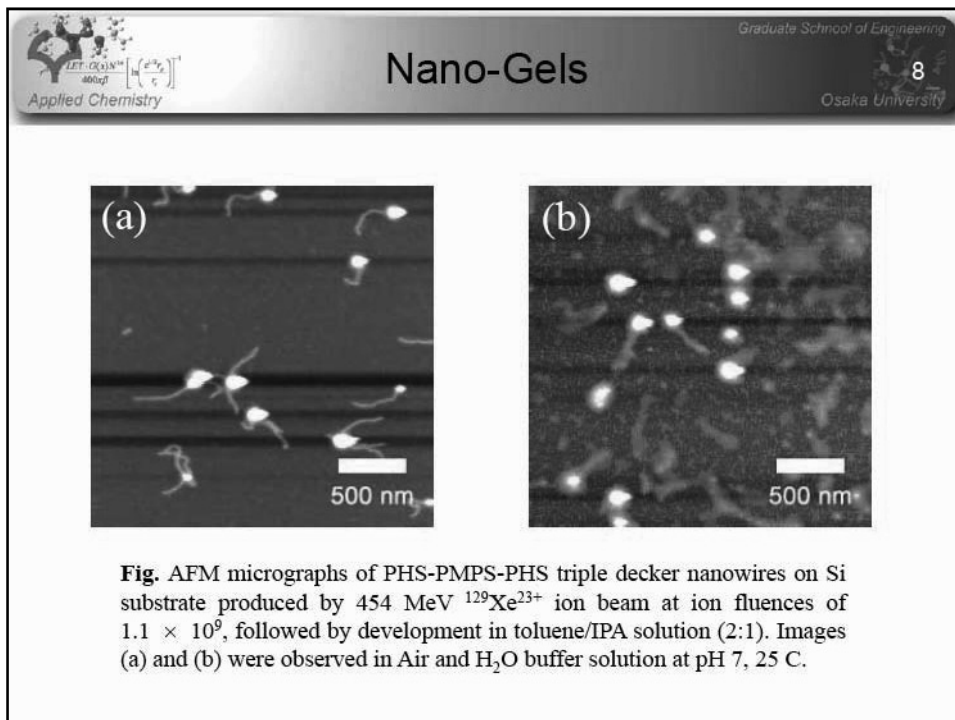 Graduate School of Engineering
Nano-Gels
8
Applied Chemistry
Osaka University
(a)
(b)
500 nm
500 nm
Fig. AFM micrographs of PHS-PMPS-PHS triple decker nanowires on Si
substrate produced by 454 MeV ¹²⁹Xe²³⁺ ion beam at ion fluences of
1.1 × 10⁹, followed by development in toluene/IPA solution (2:1). Images
(a) and (b) were observed in Air and H₂O buffer solution at pH 7, 25 C.